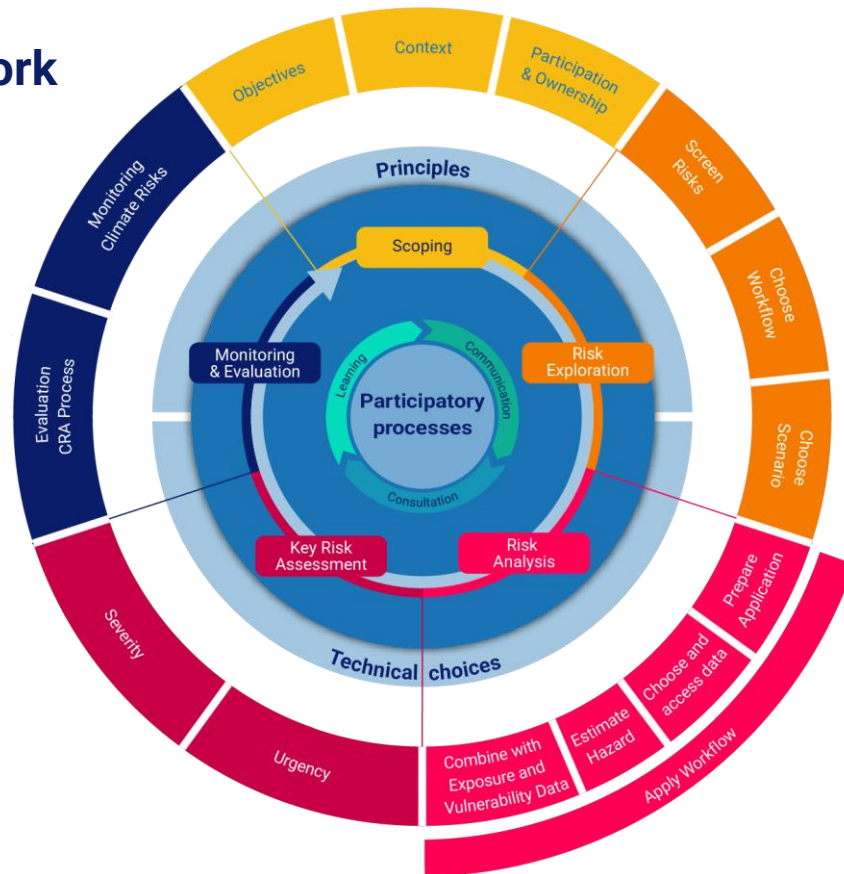 ork
Objectives
Context
Participation
& Ownership
Screen
Risks
Choose
Workflow
Choose
Scenario
Prepare
Application
Choose and
access data
Estimate
Hazard
Combine with
Exposure and
Vulnerability Data
Apply Workflow
Urgency
Severity
Evaluation
CRA Process
Monitoring
Climate Risks
Principles
Scoping
Risk
Exploration
Risk
Analysis
Key Risk
Assessment
Monitoring
& Evaluation
Learning
Communication
Consultation
Participatory
processes
Technical choices